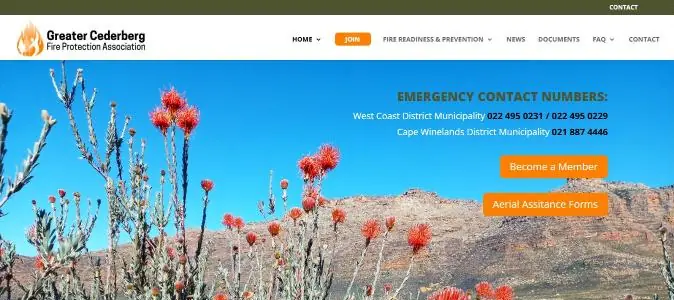 CONTACT
Greater Cederberg
Fire Protection Association
HOME JOIN FIRE READINESS & PREVENTION NEWS DOCUMENTS FAQ CONTACT
EMERGENCY CONTACT NUMBERS:
West Coast District Municipality 022 495 0231 / 022 495 0229
Cape Winelands District Municipality 021 887 4446
Become a Member
Aerial Assitance Forms